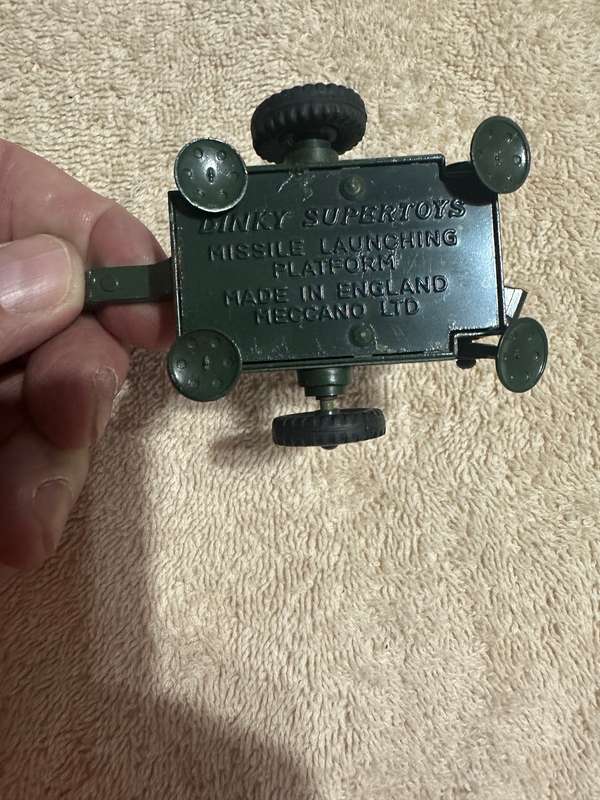 DINKY SUPERTOYS
MISSILE LAUNCHING
PLATFORM
MADE IN ENGLAND
MECCANO LTD